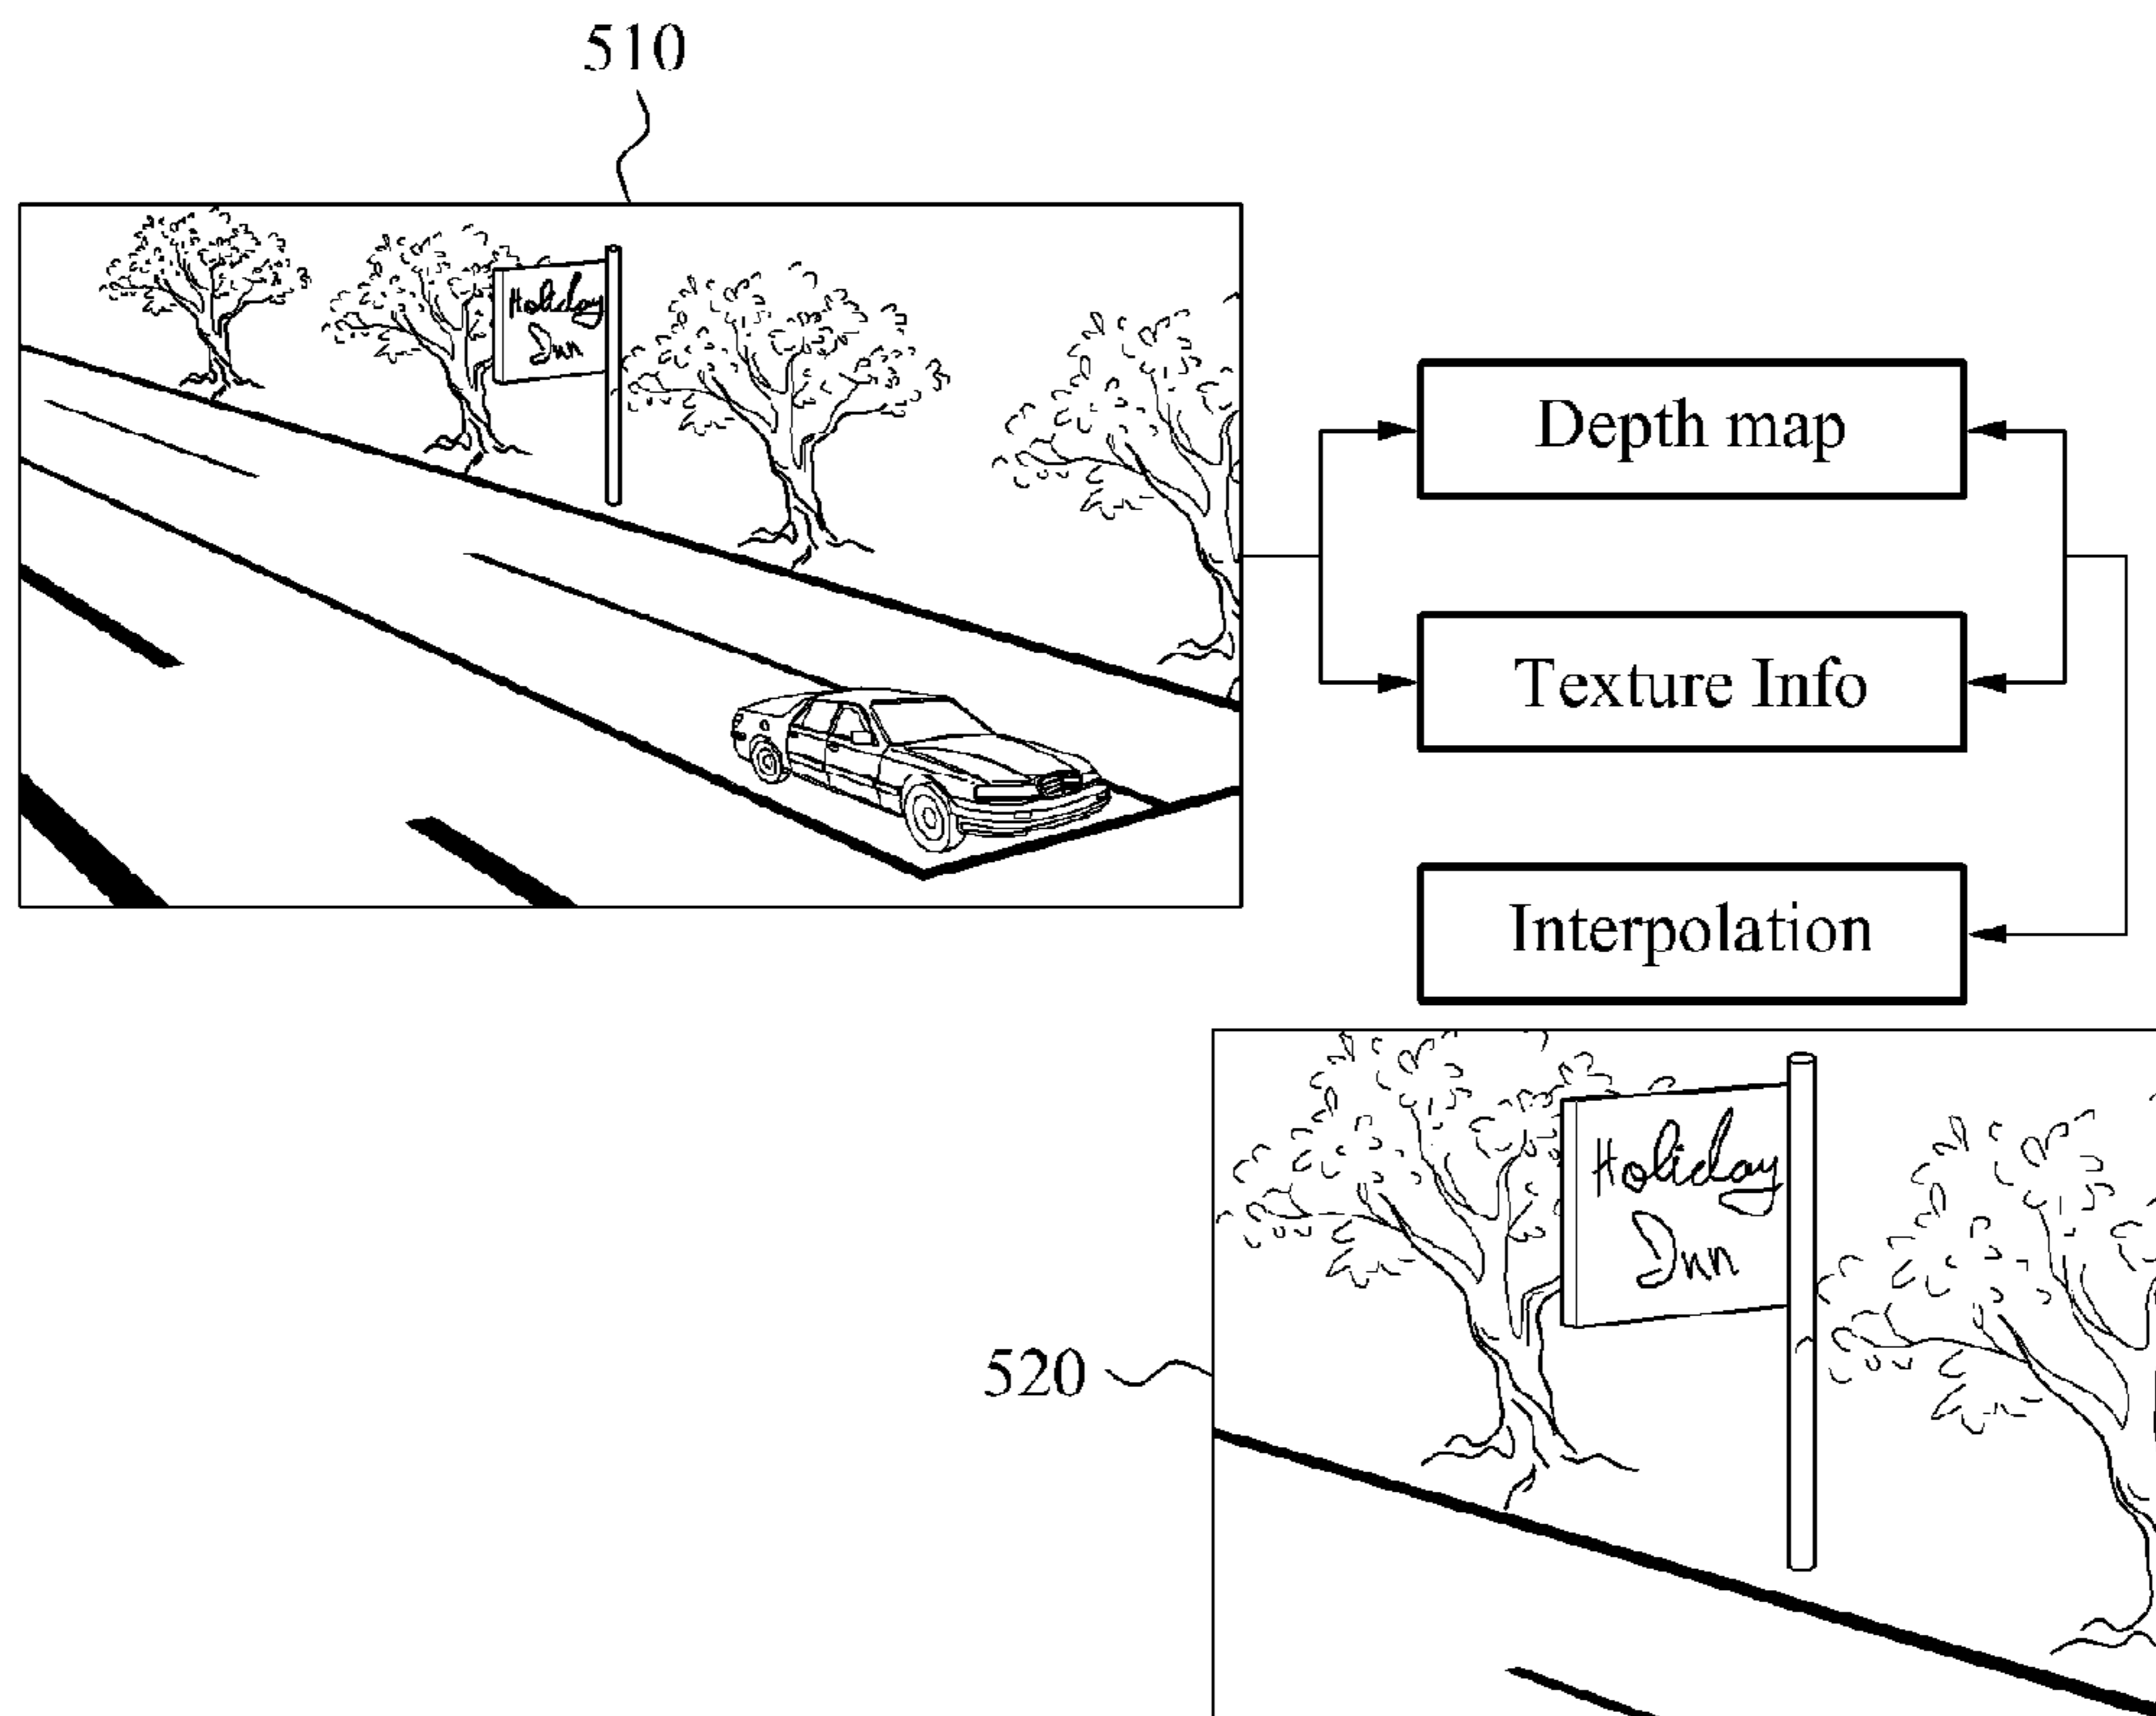 510
Holiday
Inn
Depth map
Texture Info
Interpolation
Holiday
Inn
520